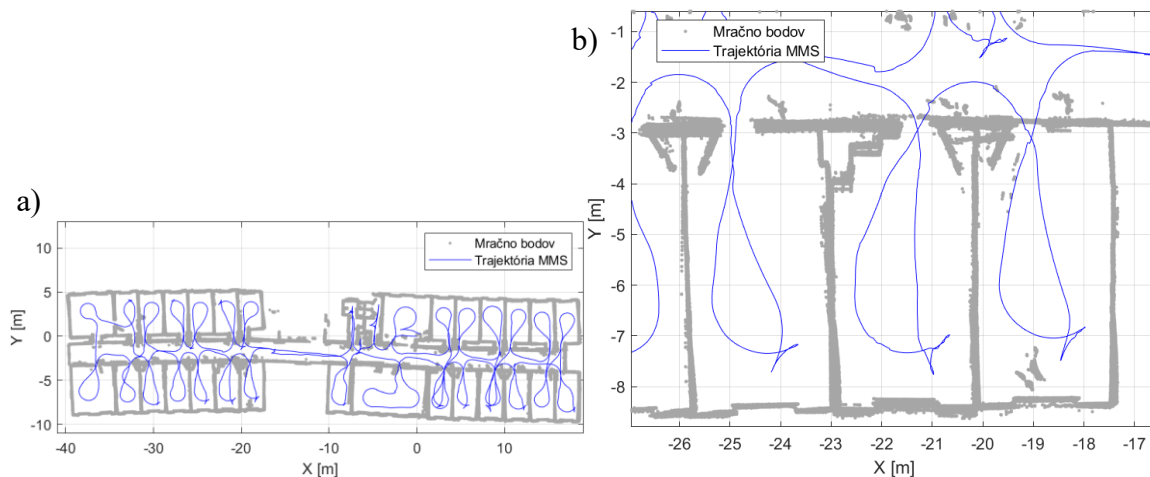 a)
Mračno bodov
Trajektória MMS
Y [m]
10
5
0
-5
-10
-40
-30
-20
-10
0
10
X [m]
b)
Mračno bodov
Trajektória MMS
Y [m]
-1
-2
-3
-4
-5
-6
-7
-8
-26
-25
-24
-23
-22
-21
-20
-19
-18
-17
X [m]